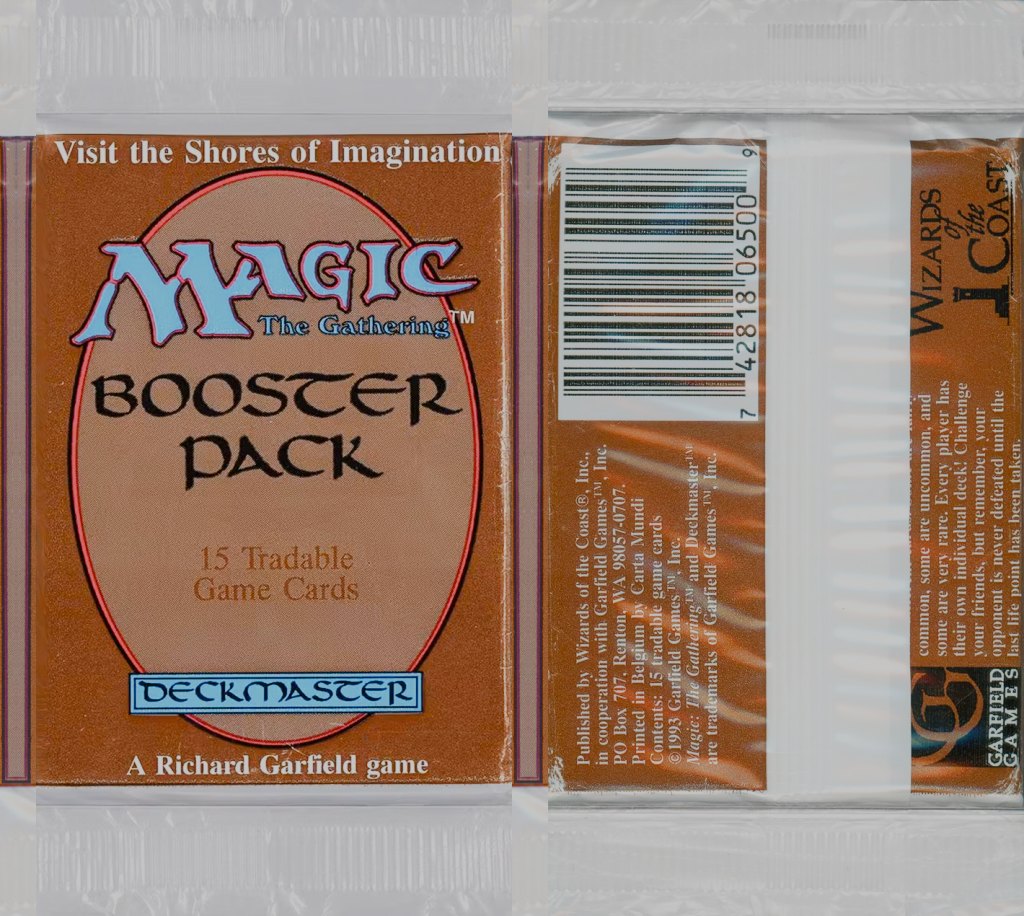 Visit the Shores of Imagination
MAGIC
The Gathering™
BOOSTER
PACK
15 Tradable
Game Cards
DECKMASTER
A Richard Garfield game
7 42818 06500 9
Published by Wizards of the Coast®, Inc.,
in cooperation with Garfield Games™, Inc.
PO Box 707, Renton, WA 98057-0707.
Printed in Belgium by Carta Mundi
Contents: 15 tradable game cards
©1993 Garfield Games™, Inc.
Magic: The Gathering™ and Deckmaster™
are trademarks of Garfield Games™, Inc.
WIZARDS
of
the
COAST
common, some are uncommon, and
some are very rare. Every player has
their own individual deck! Challenge
your friends, but remember, your
opponent is never defeated until the
last life point has been taken.
GG
GARFIELD
GAMES